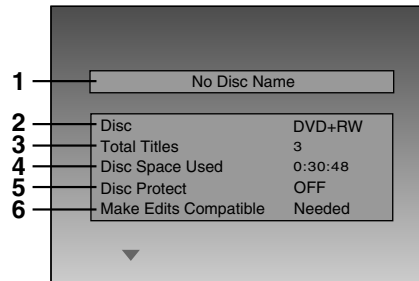 1 No Disc Name
2 Disc DVD+RW
3 Total Titles 3
4 Disc Space Used 0:30:48
5 Disc Protect OFF
6 Make Edits Compatible Needed